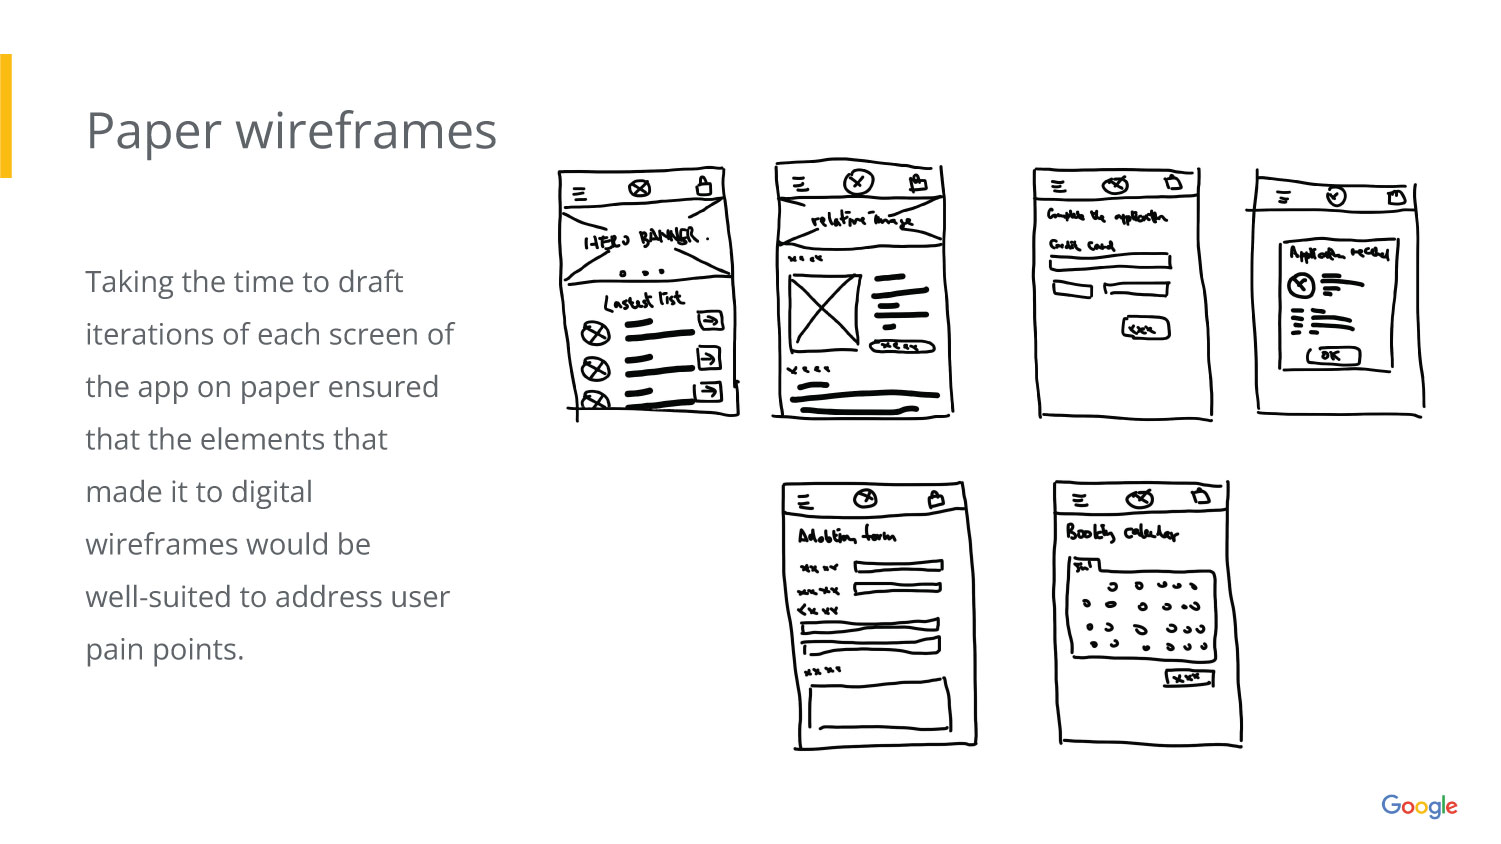 Paper wireframes
Taking the time to draft
iterations of each screen of
the app on paper ensured
that the elements that
made it to digital
wireframes would be
well-suited to address user
pain points.
HERO BANNER.
Lastest list
relative image
Complete the application
Credit Card
Application
OK
form
Booking calendar
Google